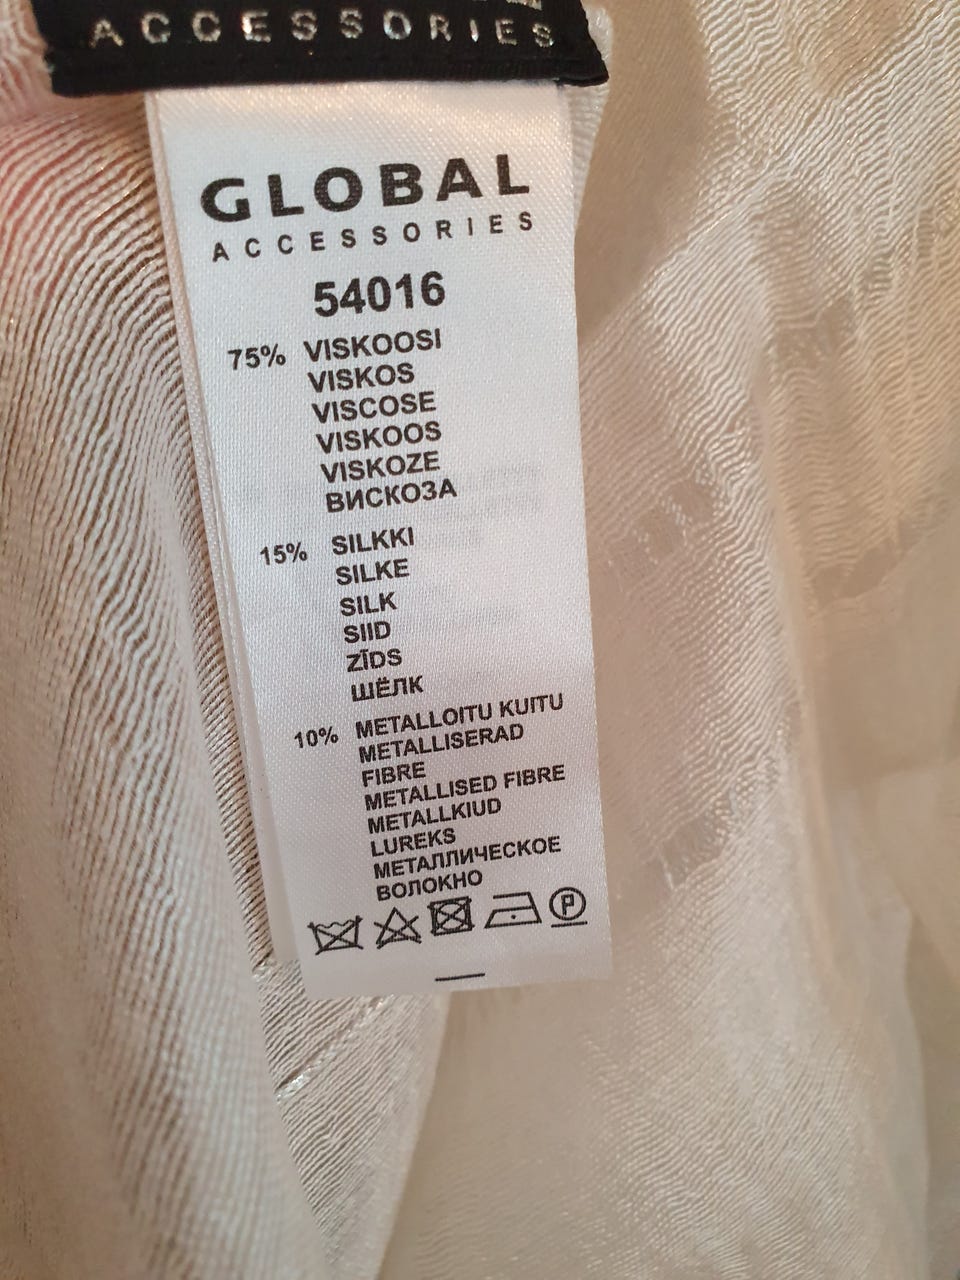 ACCESSORIES
GLOBAL
ACCESSORIES
54016
75% VISKOOSI
VISKOS
VISCOSE
VISKOOS
VISKOZE
ВИСКОЗА
15% SILKKI
SILKE
SILK
SIID
ZĪDS
ШЁЛК
10% METALLOITU KUITU
METALLISERAD
FIBRE
METALLISED FIBRE
METALLKIUD
LUREKS
МЕТАЛЛИЧЕСКОЕ
ВОЛОКНО
P